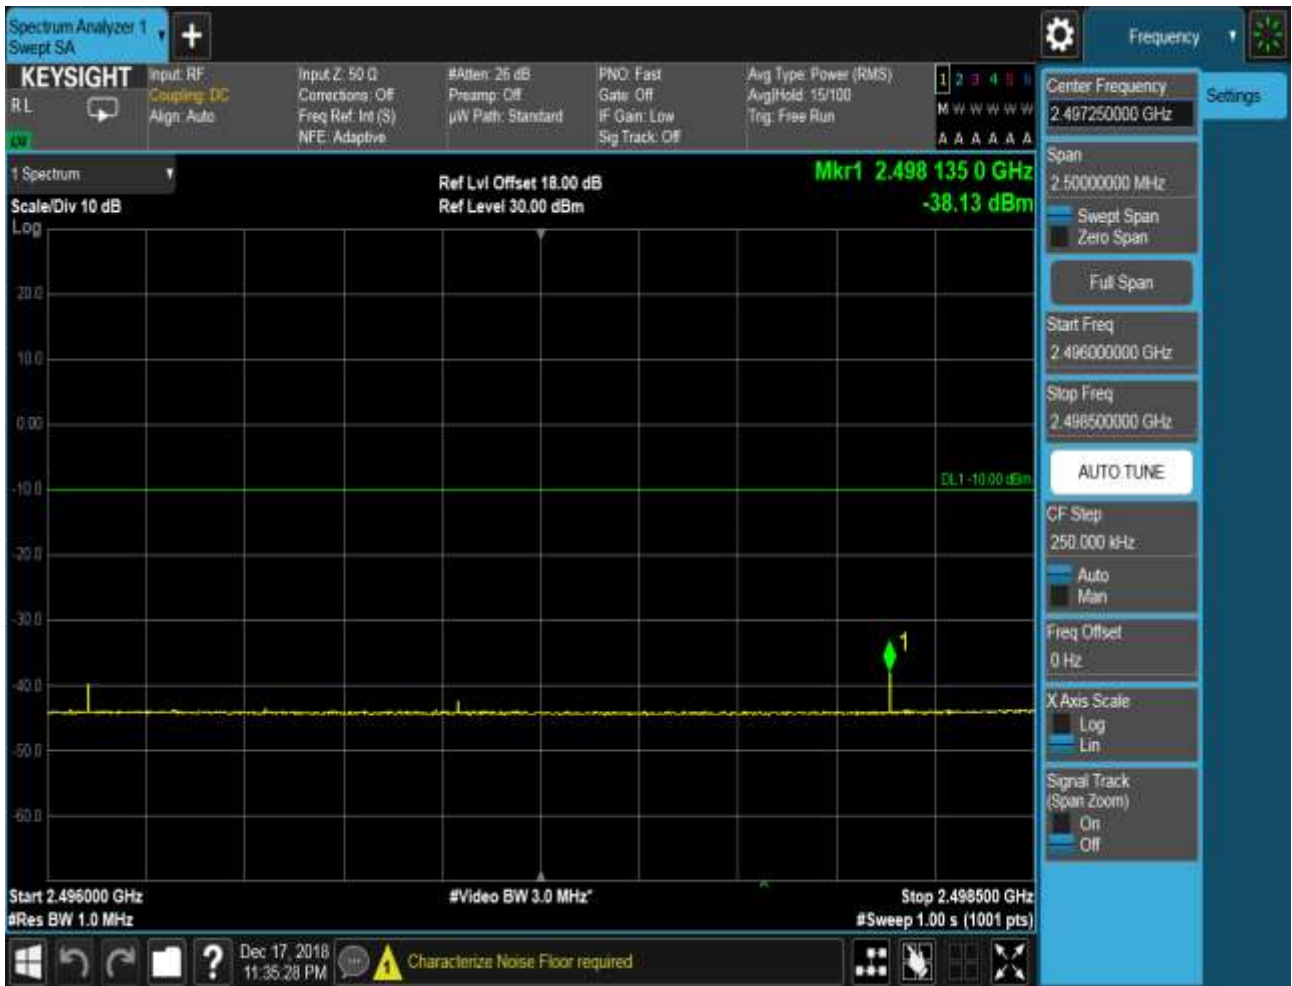 Spectrum Analyzer 1
Swept SA
+
Frequency
KEYSIGHT
RL
Input: RF
Coupling: DC
Align: Auto
Input Z: 50 Ω
Corrections: Off
Freq Ref: Int (S)
NFE: Adaptive
#Atten: 26 dB
Preamp: Off
µW Path: Standard
PNO: Fast
Gate: Off
IF Gain: Low
Sig Track: Off
Avg Type: Power (RMS)
Avg|Hold: 15/100
Trig: Free Run
1 2 3 4 5 6
M W W W W W
A A A A A A
1 Spectrum
Scale/Div 10 dB
Log
Ref Lvl Offset 18.00 dB
Ref Level 30.00 dBm
Mkr1 2.498 135 0 GHz
-38.13 dBm
20.0
10.0
0.00
-10.0
-20.0
-30.0
-40.0
-50.0
-60.0
DL1 -10.00 dBm
1
Start 2.496000 GHz
#Res BW 1.0 MHz
#Video BW 3.0 MHz*
Stop 2.498500 GHz
#Sweep 1.00 s (1001 pts)
Center Frequency
2.497250000 GHz
Span
2.50000000 MHz
Swept Span
Zero Span
Full Span
Start Freq
2.496000000 GHz
Stop Freq
2.498500000 GHz
AUTO TUNE
CF Step
250.000 kHz
Auto
Man
Freq Offset
0 Hz
X Axis Scale
Log
Lin
Signal Track
(Span Zoom)
On
Off
Settings
?
Dec 17, 2018
11:35:28 PM
1
Characterize Noise Floor required